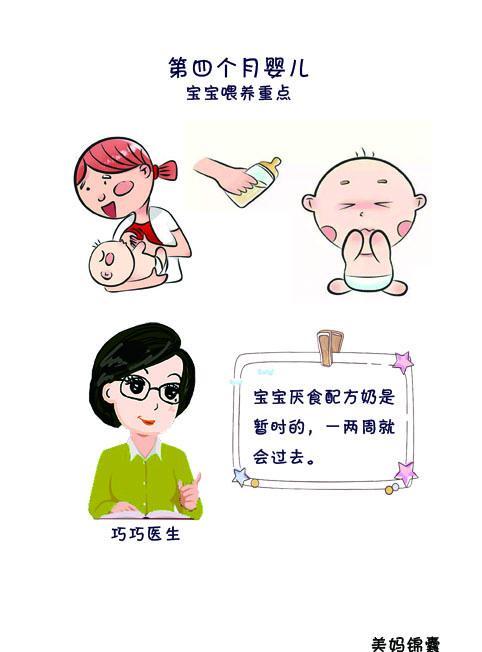 第四个月婴儿
宝宝喂养重点
宝宝厌食配方奶是
暂时的，一两周就
会过去。
巧巧医生
美妈锦囊